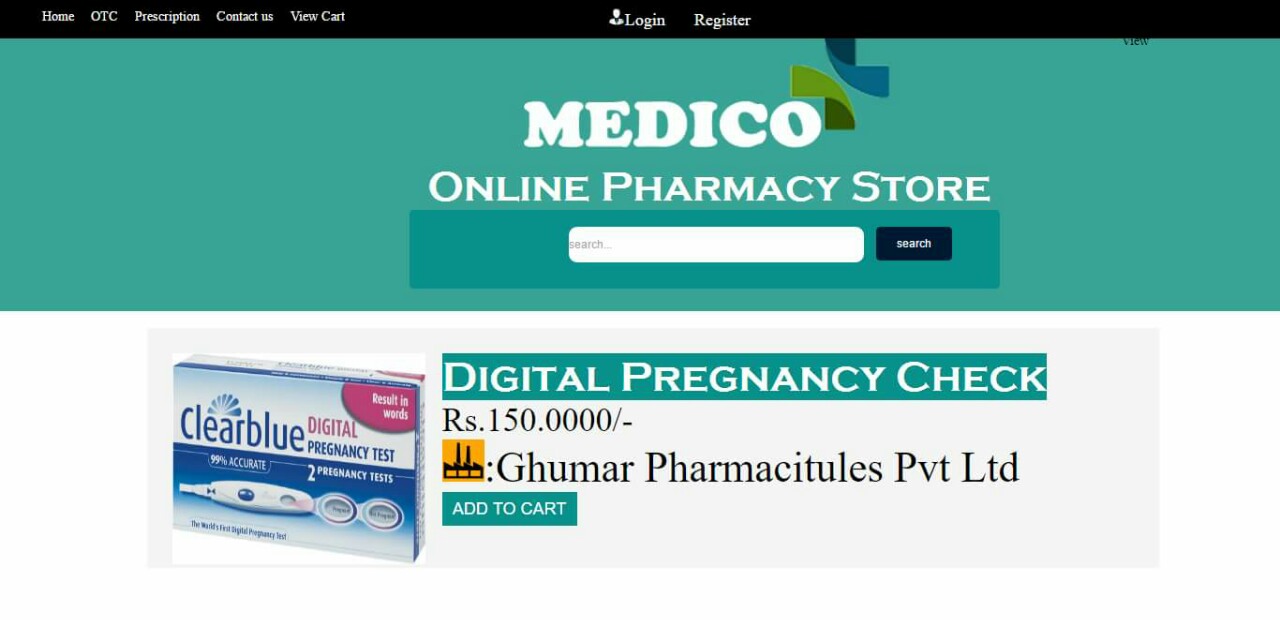 Home OTC Prescription Contact us View Cart Login Register
View
MEDICO
ONLINE PHARMACY STORE
search... search
DIGITAL PREGNANCY CHECK
Rs.150.0000/-
:Ghumar Pharmacitules Pvt Ltd
ADD TO CART
Result in
words
Clearblue DIGITAL
PREGNANCY TEST
99% ACCURATE
2 PREGNANCY TESTS
The World's First Digital Pregnancy Test